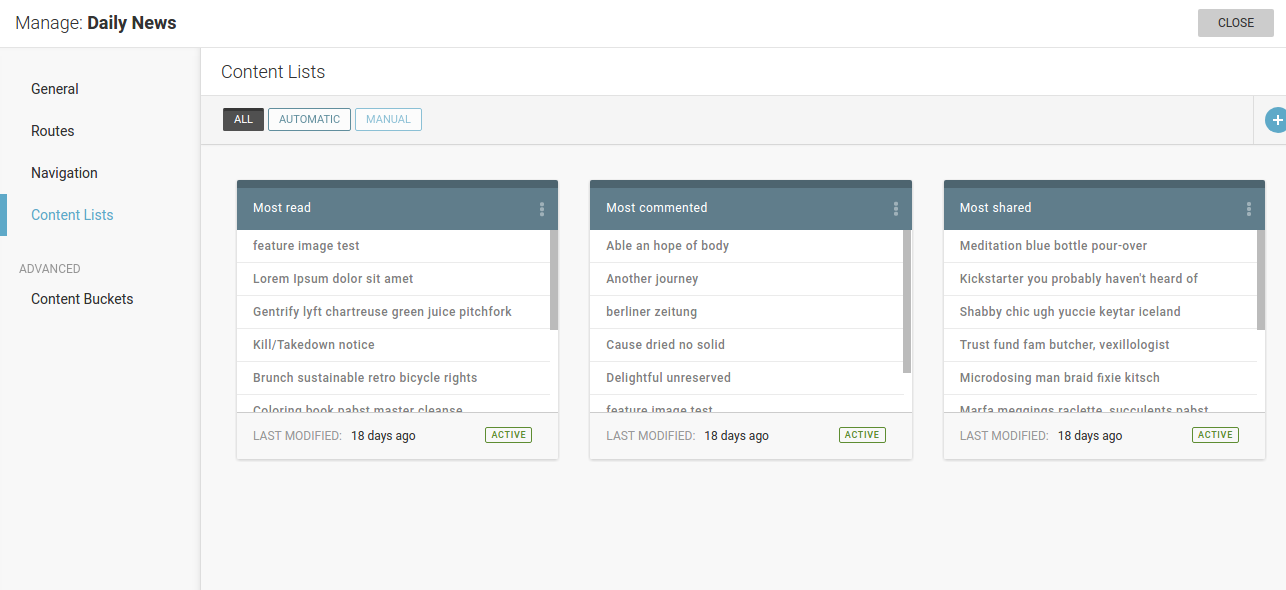 Manage: Daily News
CLOSE
General
Routes
Navigation
Content Lists
ADVANCED
Content Buckets
Content Lists
ALL
AUTOMATIC
MANUAL
Most read
feature image test
Lorem Ipsum dolor sit amet
Gentrify lyft chartreuse green juice pitchfork
Kill/Takedown notice
Brunch sustainable retro bicycle rights
Coloring book pabst master cleanse
LAST MODIFIED: 18 days ago
ACTIVE
Most commented
Able an hope of body
Another journey
berliner zeitung
Cause dried no solid
Delightful unreserved
feature image test
LAST MODIFIED: 18 days ago
ACTIVE
Most shared
Meditation blue bottle pour-over
Kickstarter you probably haven't heard of
Shabby chic ugh yuccie keytar iceland
Trust fund fam butcher, vexillologist
Microdosing man braid fixie kitsch
Marfa meggings raclette, succulents pabst
LAST MODIFIED: 18 days ago
ACTIVE